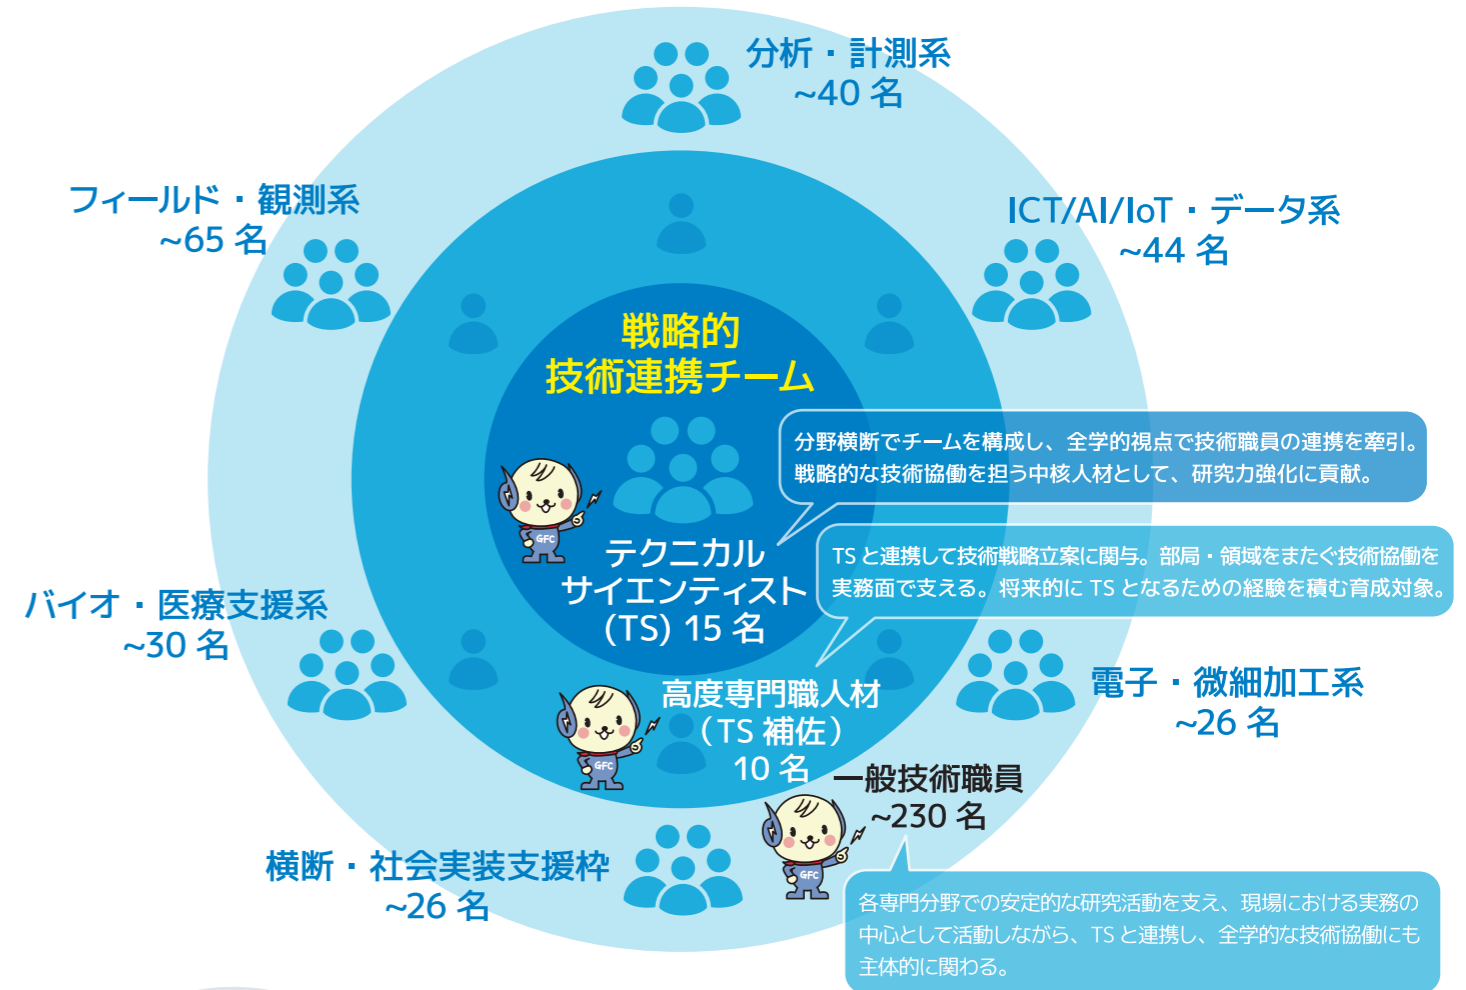 分析・計測系
~40 名
フィールド・観測系
~65 名
ICT/AI/IoT・データ系
~44 名
戦略的
技術連携チーム
分野横断でチームを構成し、全学的視点で技術職員の連携を牽引。
戦略的な技術協働を担う中核人材として、研究力強化に貢献。
GFC
テクニカル
サイエンティスト
(TS) 15 名
TS と連携して技術戦略立案に関与。部局・領域をまたぐ技術協働を
実務面で支える。将来的に TS となるための経験を積む育成対象。
バイオ・医療支援系
~30 名
電子・微細加工系
~26 名
高度専門職人材
（TS 補佐）
10 名
GFC
一般技術職員
~230 名
GFC
横断・社会実装支援枠
~26 名
各専門分野での安定的な研究活動を支え、現場における実務の
中心として活動しながら、TS と連携し、全学的な技術協働にも
主体的に関わる。